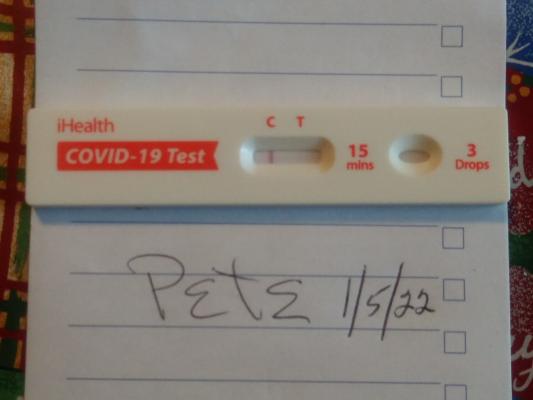 iHealth
C T
COVID-19 Test
15 mins
3 Drops
PETE 1/5/22